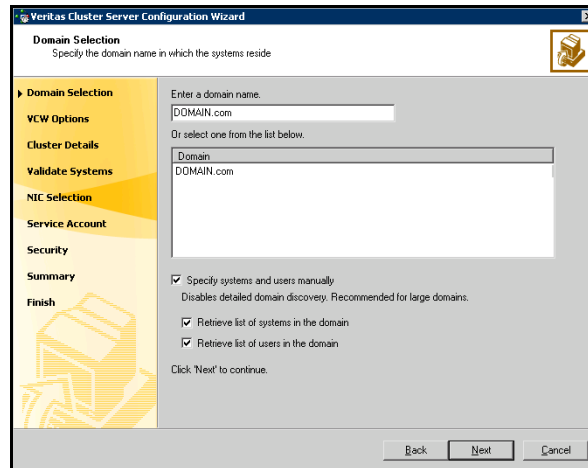 Veritas Cluster Server Configuration Wizard
Domain Selection
Specify the domain name in which the systems reside
Domain Selection
VCW Options
Cluster Details
Validate Systems
NIC Selection
Service Account
Security
Summary
Finish
Enter a domain name.
DOMAIN.com
Or select one from the list below.
Domain
DOMAIN.com
Specify systems and users manually
Disables detailed domain discovery. Recommended for large domains.
Retrieve list of systems in the domain
Retrieve list of users in the domain
Click 'Next' to continue.
Back
Next
Cancel